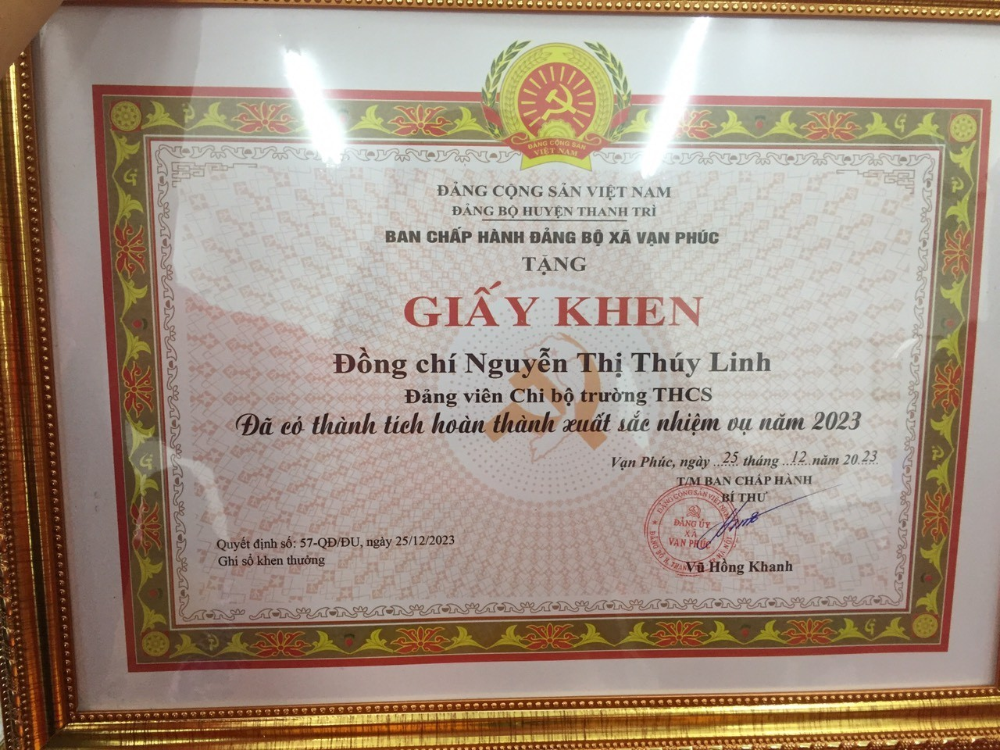 ĐẢNG CỘNG SẢN
VIỆT NAM
ĐẢNG CỘNG SẢN VIỆT NAM
ĐẢNG BỘ HUYỆN THANH TRÌ
BAN CHẤP HÀNH ĐẢNG BỘ XÃ VẠN PHÚC
TẶNG
GIẤY KHEN
Đồng chí Nguyễn Thị Thúy Linh
Đảng viên Chi bộ trường THCS
Đã có thành tích hoàn thành xuất sắc nhiệm vụ năm 2023
Vạn Phúc, ngày ..25 tháng ..12.. năm 20.23
T/M BAN CHẤP HÀNH
BÍ THƯ
ĐẢNG CỘNG SẢN VIỆT NAM
ĐẢNG ỦY
XÃ
VẠN PHÚC
Quyết định số: 57-QĐ/ĐU, ngày 25/12/2023
Ghi sổ khen thưởng
Vũ Hồng Khanh